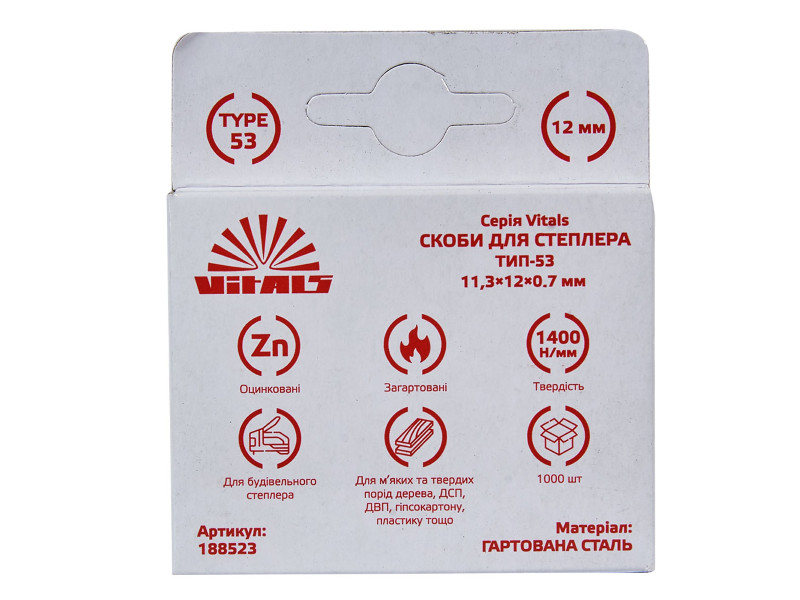 TYPE
53
12 мм
VitALS
Серія Vitals
СКОБИ ДЛЯ СТЕПЛЕРА
ТИП-53
11,3×12×0.7 мм
Zn
Оцинковані
Загартовані
1400
Н/мм
Твердість
Для будівельного
степлера
Для м'яких та твердих
порід дерева, ДСП,
ДВП, гіпсокартону,
пластику тощо
1000 шт
Артикул:
188523
Матеріал:
ГАРТОВАНА СТАЛЬ